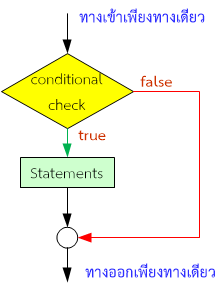 ทางเข้าเพียงทางเดียว
conditional
check
false
true
Statements
ทางออกเพียงทางเดียว